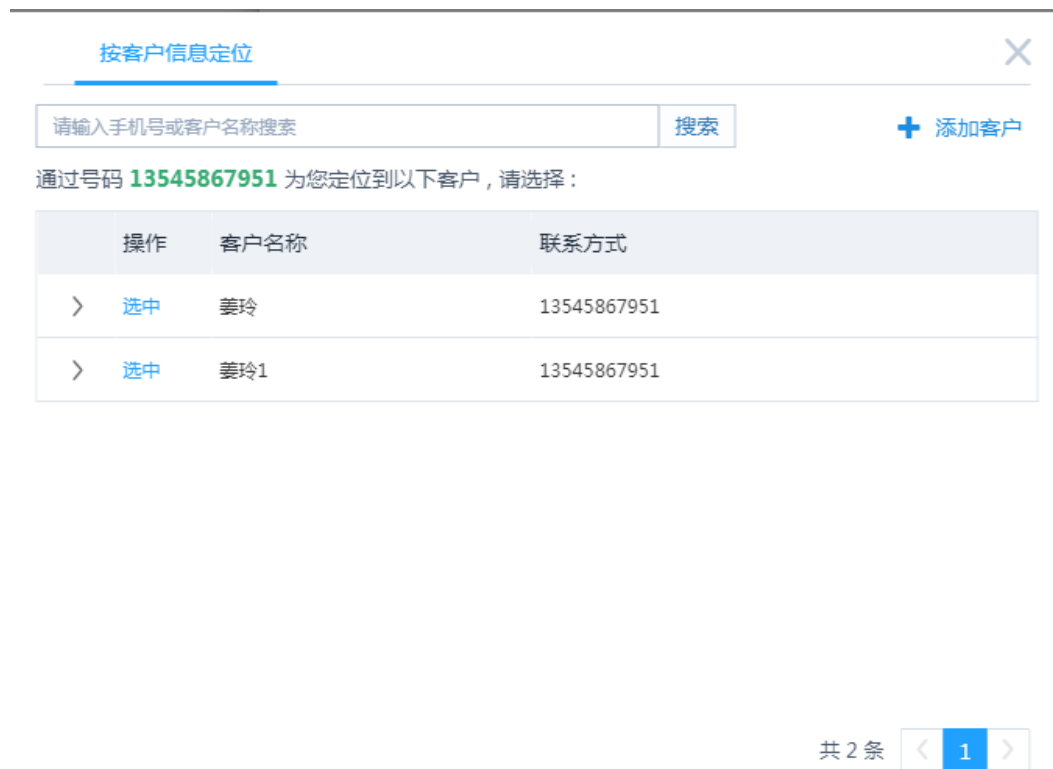 按客户信息定位
请输入手机号或客户名称搜索 搜索 添加客户
通过号码 13545867951 为您定位到以下客户，请选择：
操作 客户名称 联系方式
选中 姜玲 13545867951
选中 姜玲1 13545867951
共 2 条 1